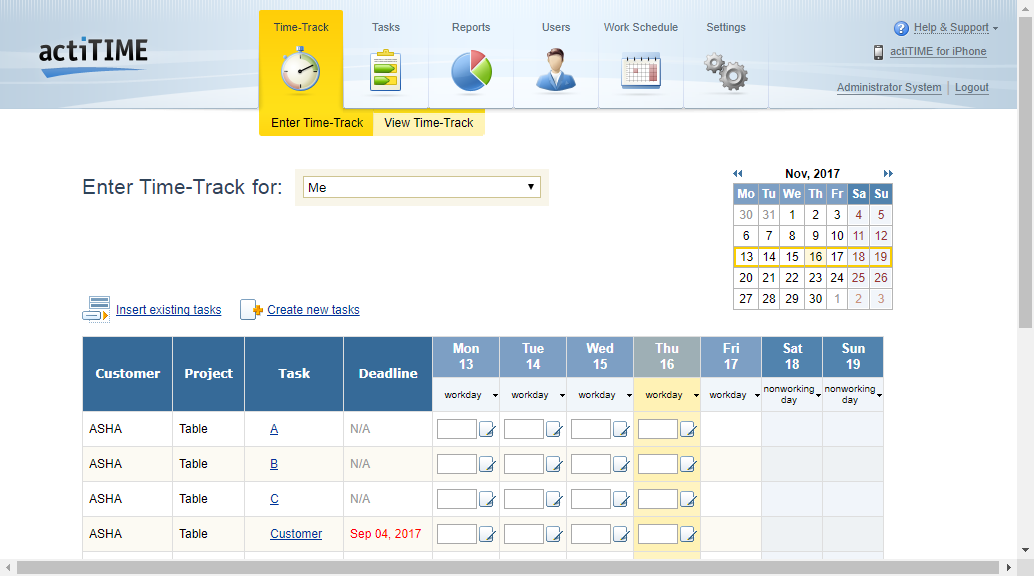 actiTIME
Time-Track Tasks Reports Users Work Schedule Settings
Help & Support
actiTIME for iPhone
Administrator System Logout
Enter Time-Track View Time-Track
Enter Time-Track for: Me
Nov, 2017
Mo Tu We Th Fr Sa Su
30 31 1 2 3 4 5
6 7 8 9 10 11 12
13 14 15 16 17 18 19
20 21 22 23 24 25 26
27 28 29 30 1 2 3
Insert existing tasks Create new tasks
Customer Project Task Deadline Mon 13 Tue 14 Wed 15 Thu 16 Fri 17 Sat 18 Sun 19
workday workday workday workday workday nonworking day nonworking day
ASHA Table A N/A
ASHA Table B N/A
ASHA Table C N/A
ASHA Table Customer Sep 04, 2017